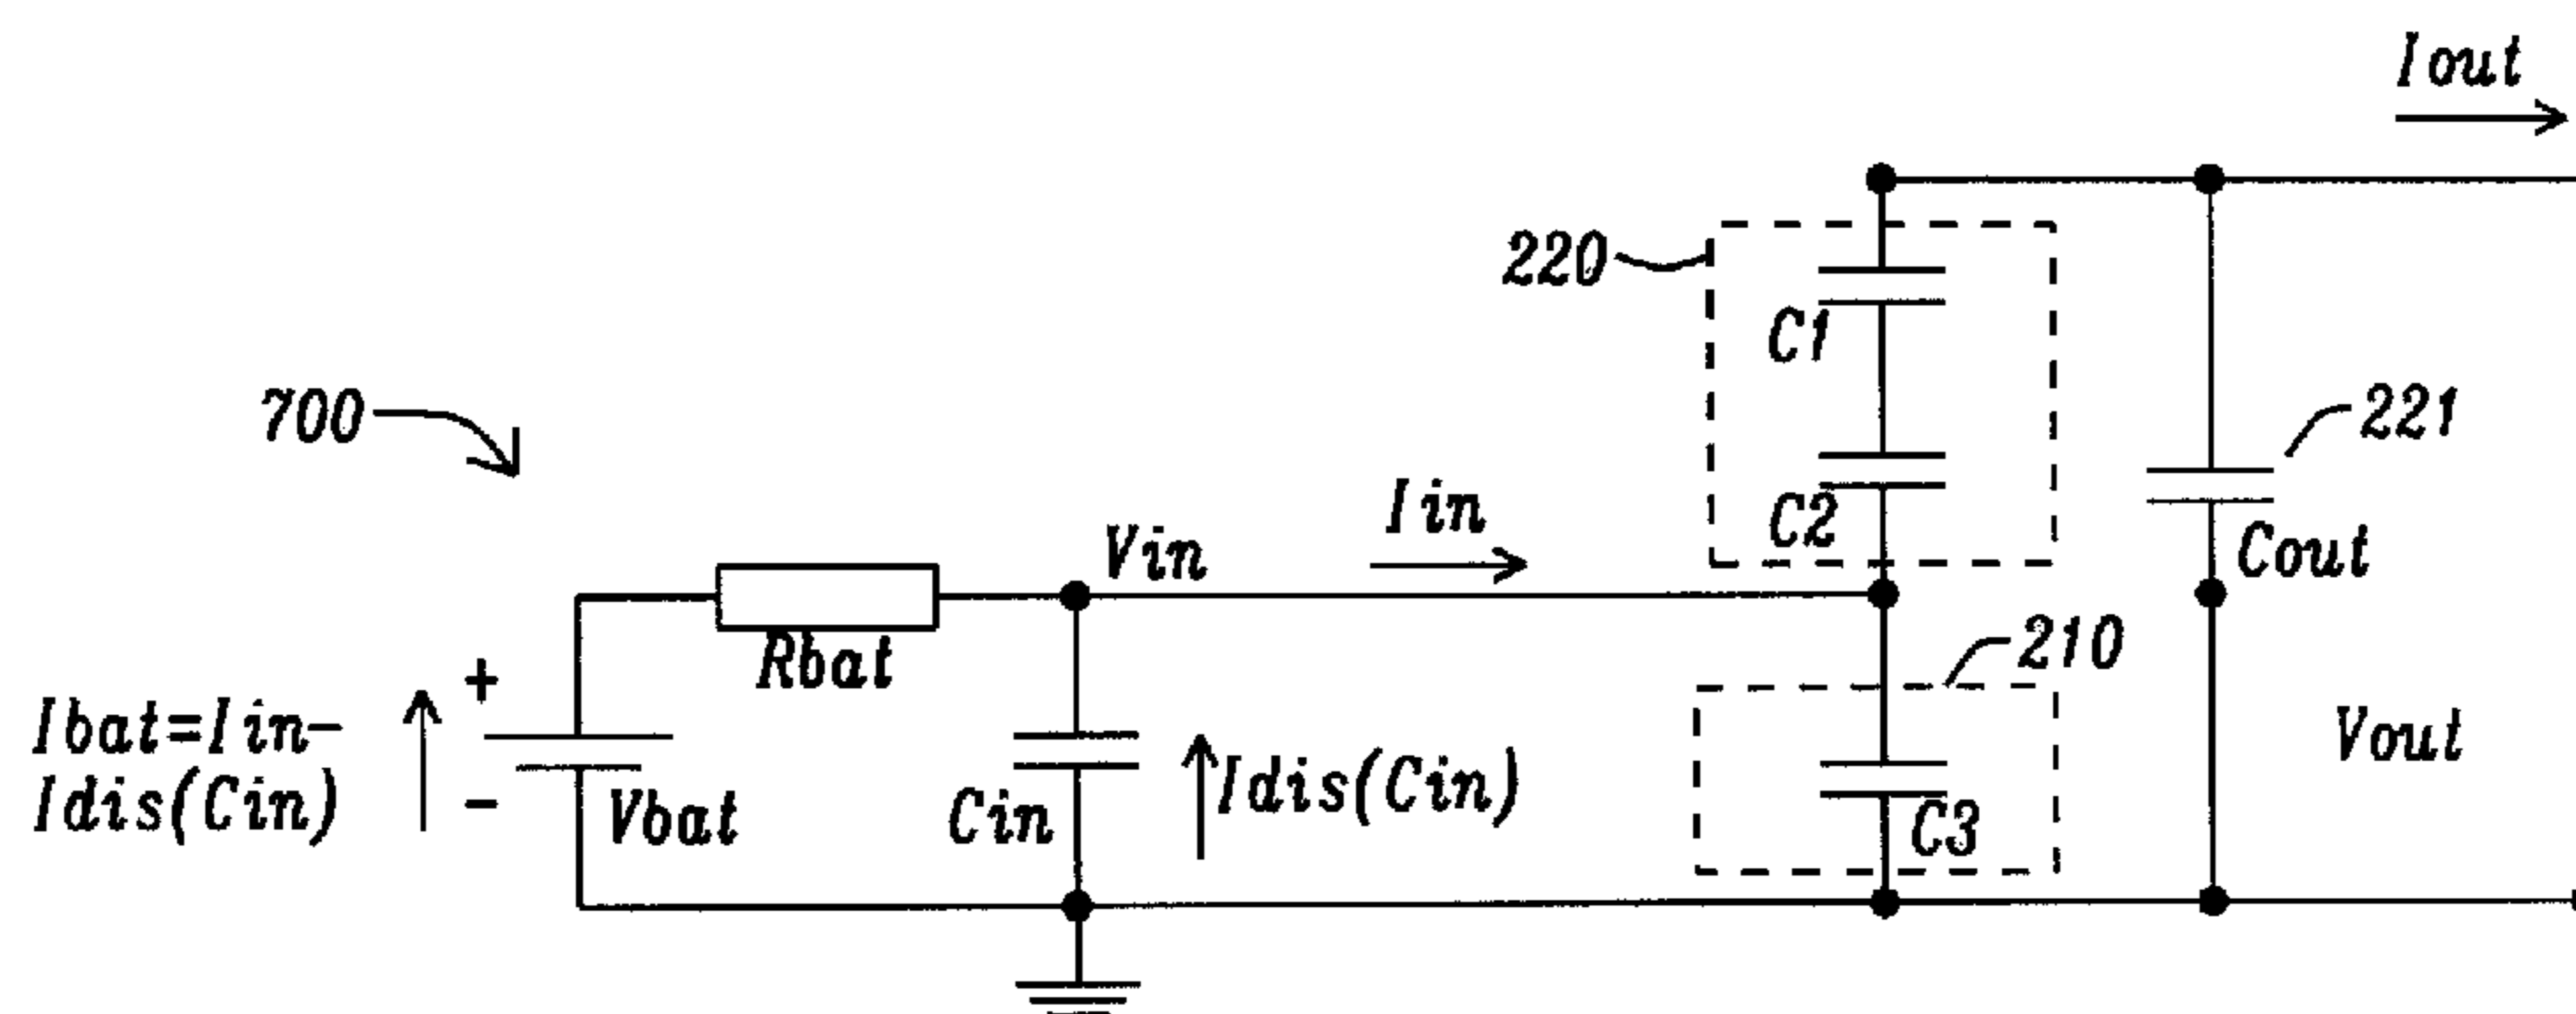 Iout
220
C1
700
221
Iin
C2
Vin
Cout
Rbat
210
+
Ibat=Iin-
Idis(Cin)
-
Vbat
Cin
Idis(Cin)
C3
Vout